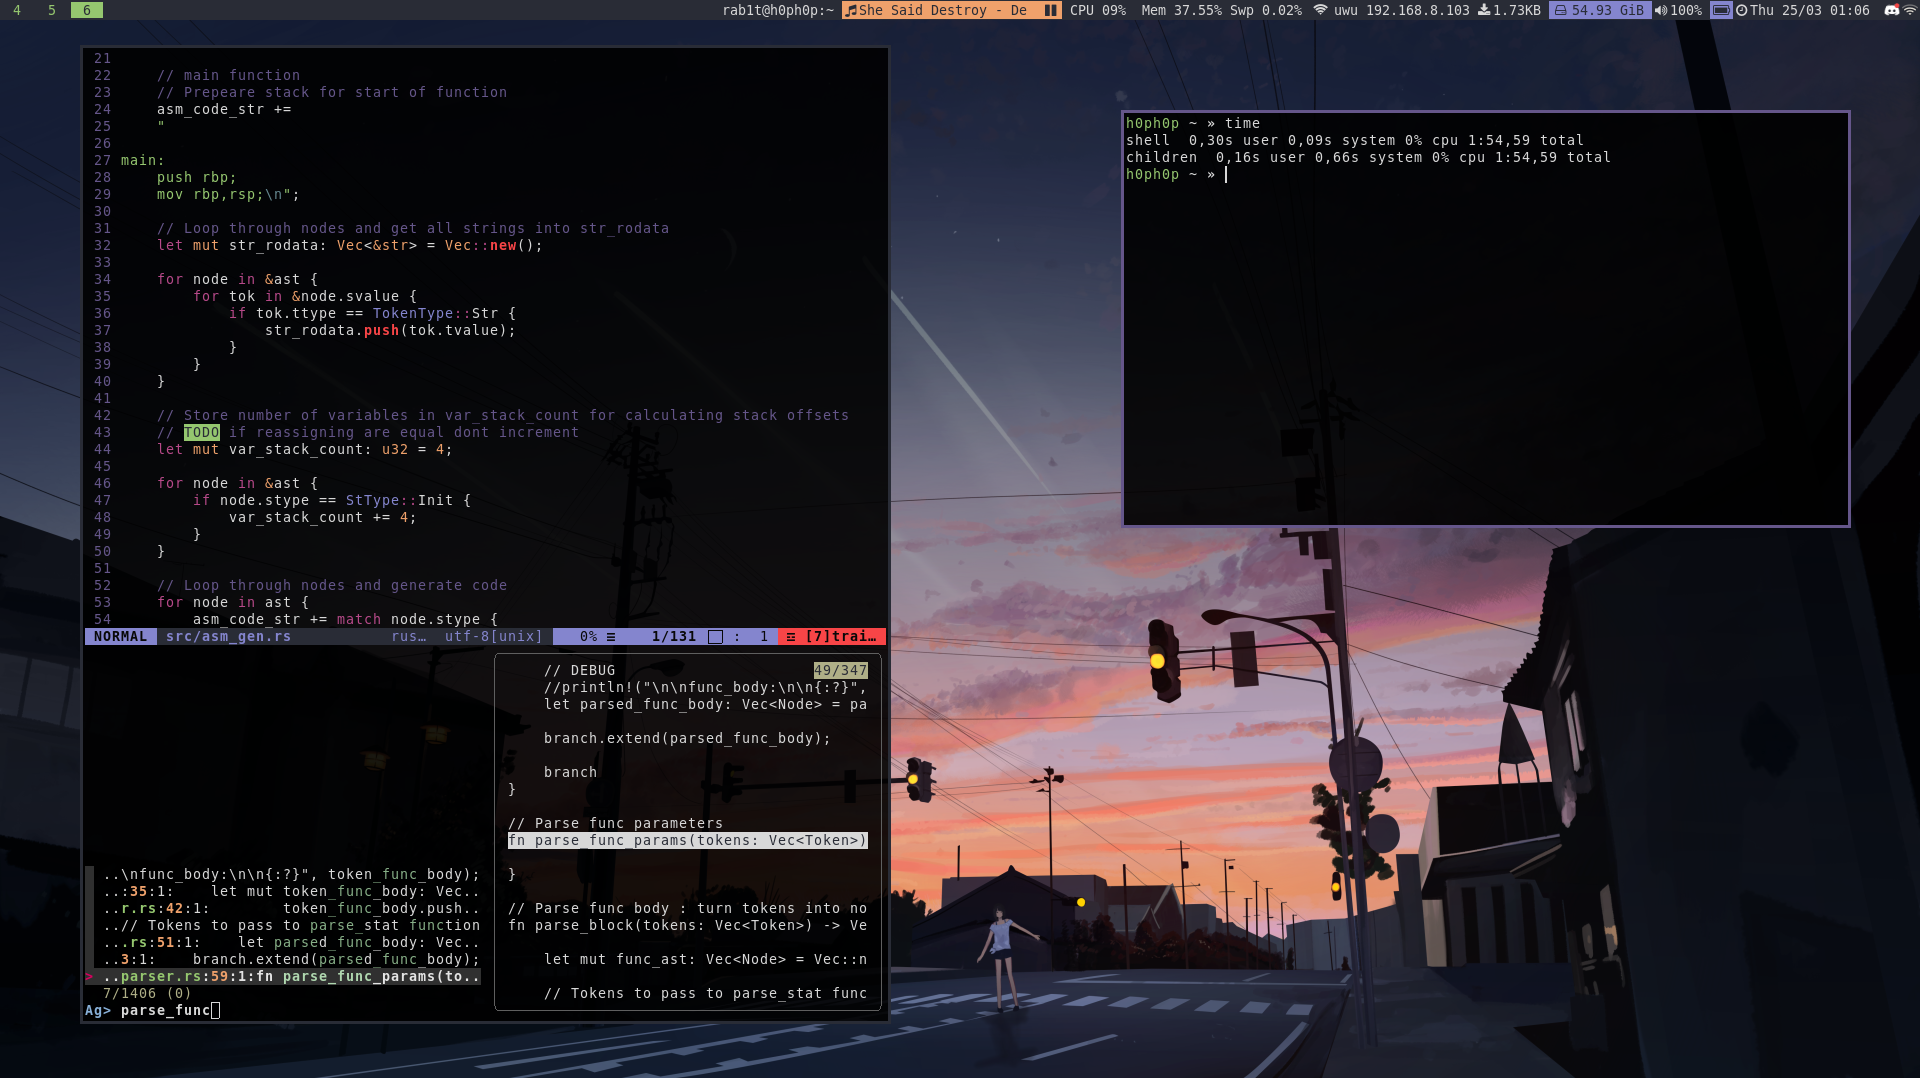 4 5 6 rab1t@h0ph0p:~ She Said Destroy - De CPU 09% Mem 37.55% Swp 0.02% uwu 192.168.8.103 1.73KB 54.93 GiB 100% Thu 25/03 01:06
21
22 // main function
23 // Prepeare stack for start of function
24 asm_code_str +=
25 "
26
27 main:
28 push rbp;
29 mov rbp,rsp;\n";
30
31 // Loop through nodes and get all strings into str_rodata
32 let mut str_rodata: Vec<&str> = Vec::new();
33
34 for node in &ast {
35 for tok in &node.svalue {
36 if tok.ttype == TokenType::Str {
37 str_rodata.push(tok.tvalue);
38 }
39 }
40 }
41
42 // Store number of variables in var_stack_count for calculating stack offsets
43 // TODO if reassigning are equal dont increment
44 let mut var_stack_count: u32 = 4;
45
46 for node in &ast {
47 if node.stype == StType::Init {
48 var_stack_count += 4;
49 }
50 }
51
52 // Loop through nodes and generate code
53 for node in ast {
54 asm_code_str += match node.stype {
NORMAL src/asm_gen.rs rus… utf-8[unix] 0% ≡ 1/131 : 1 [7]trai…
..\nfunc_body:\n\n{:?}", token_func_body);
..:35:1: let mut token_func_body: Vec..
..r.rs:42:1: token_func_body.push..
..// Tokens to pass to parse_stat function
...rs:51:1: let parsed_func_body: Vec..
..3:1: branch.extend(parsed_func_body);
> ..parser.rs:59:1:fn parse_func_params(to..
7/1406 (0)
Ag> parse_func
// DEBUG 49/347
//println!("\n\nfunc_body:\n\n{:?}",
let parsed_func_body: Vec<Node> = pa
branch.extend(parsed_func_body);
branch
}
// Parse func parameters
fn parse_func_params(tokens: Vec<Token>)
}
// Parse func body : turn tokens into no
fn parse_block(tokens: Vec<Token>) -> Ve
let mut func_ast: Vec<Node> = Vec::n
// Tokens to pass to parse_stat func
h0ph0p ~ » time
shell 0,30s user 0,09s system 0% cpu 1:54,59 total
children 0,16s user 0,66s system 0% cpu 1:54,59 total
h0ph0p ~ »